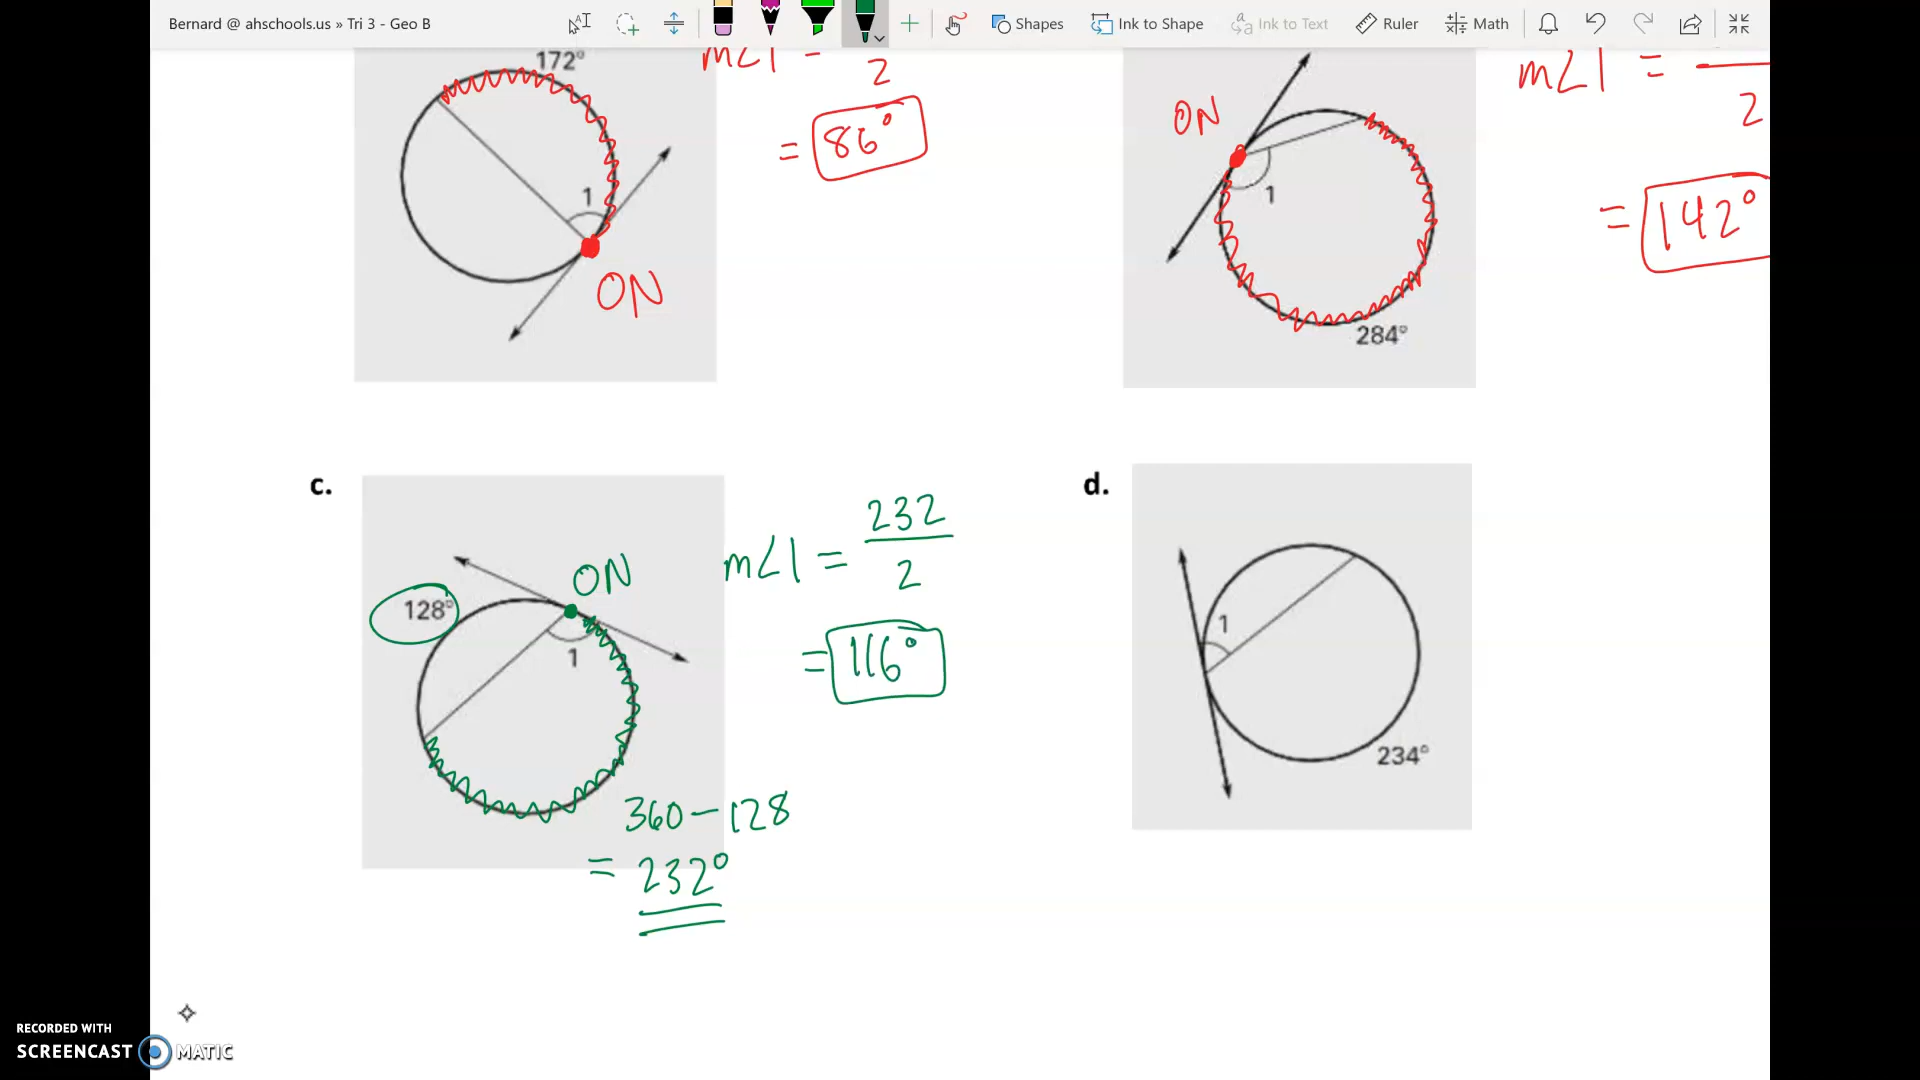 Bernard @ ahschools.us » Tri 3 - Geo B
Shapes
Ink to Shape
Ink to Text
Ruler
Math
172°
m∠1 =
2
= 86°
1
ON
ON
1
284°
m∠1 =
2
= 142°
c.
128°
ON
1
m∠1 = 232
2
= 116°
360 - 128
= 232°
d.
1
234°
RECORDED WITH
SCREENCAST MATIC